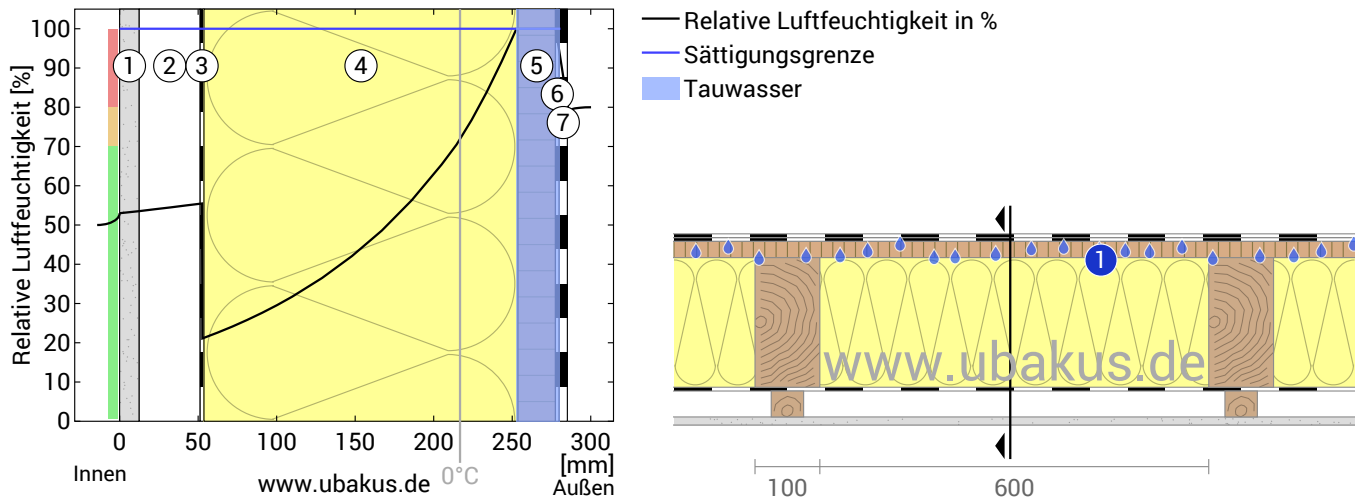 Relative Luftfeuchtigkeit [%]
100
90
80
70
60
50
40
30
20
10
0
1
2
3
4
5
6
7
0 50 100 150 200 250 300
[mm]
Innen
www.ubakus.de
0°C
Außen
Relative Luftfeuchtigkeit in %
Sättigungsgrenze
Tauwasser
1
www.ubakus.de
100 600